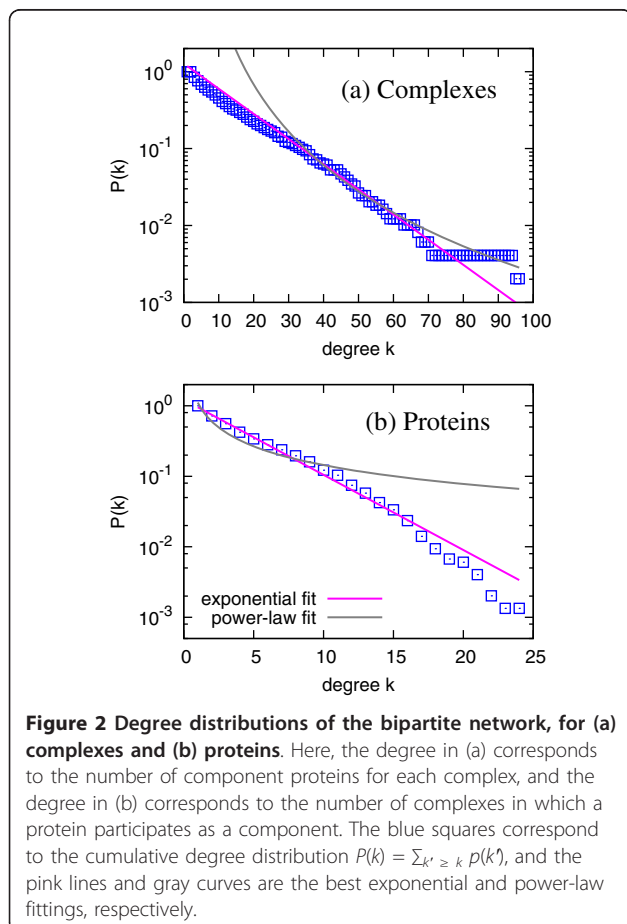 (a) Complexes
10^0
10^-1
10^-2
10^-3
P(k)
0 10 20 30 40 50 60 70 80 90 100
degree k
(b) Proteins
10^0
10^-1
10^-2
10^-3
P(k)
exponential fit
power-law fit
0 5 10 15 20 25
degree k
Figure 2 Degree distributions of the bipartite network, for (a)
complexes and (b) proteins. Here, the degree in (a) corresponds
to the number of component proteins for each complex, and the
degree in (b) corresponds to the number of complexes in which a
protein participates as a component. The blue squares correspond
to the cumulative degree distribution P(k) = ∑k' ≥ k p(k'), and the
pink lines and gray curves are the best exponential and power-law
fittings, respectively.